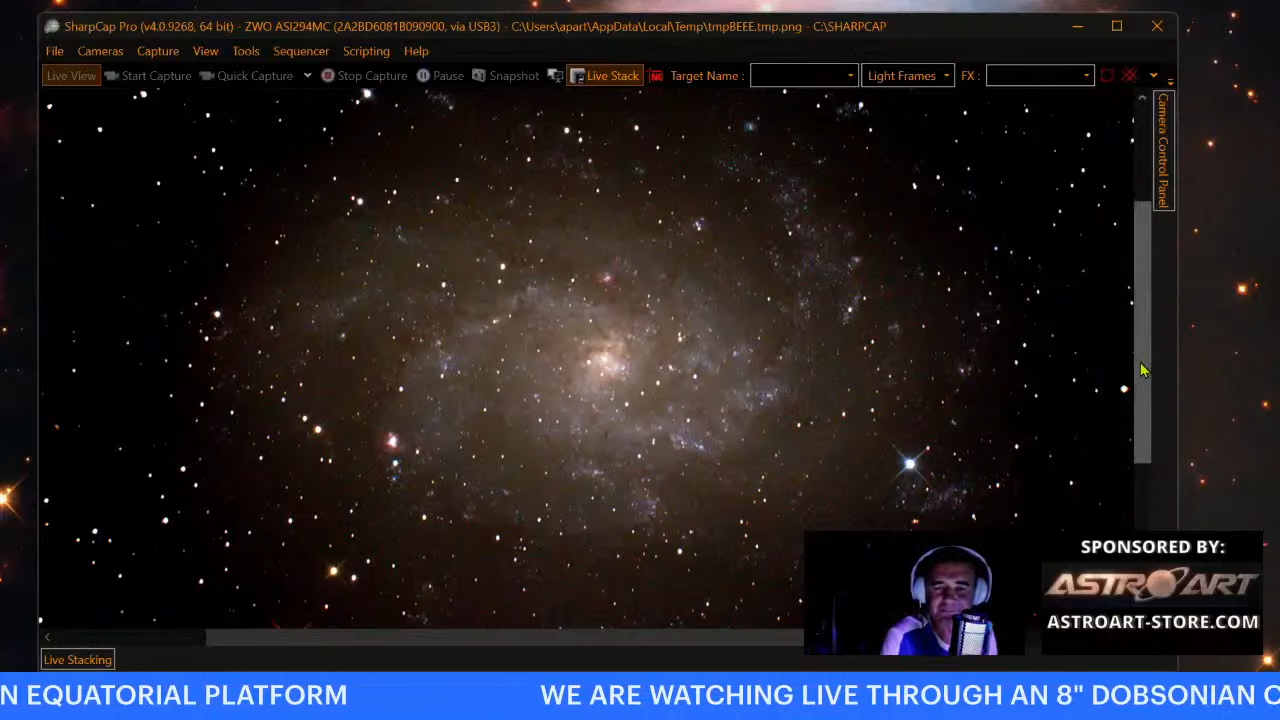 SharpCap Pro (v4.0.9268, 64 bit) - ZWO ASI294MC (2A2BD6081B090900, via USB3) - C:\Users\apart\AppData\Local\Temp\tmpBEEE.tmp.png - C:\SHARPCAP
File Cameras Capture View Tools Sequencer Scripting Help
Live View Start Capture Quick Capture Stop Capture Pause Snapshot Live Stack Target Name : Light Frames FX :
Camera Control Panel
SPONSORED BY:
ASTROART
ASTROART-STORE.COM
Live Stacking
N EQUATORIAL PLATFORM WE ARE WATCHING LIVE THROUGH AN 8" DOBSONIAN